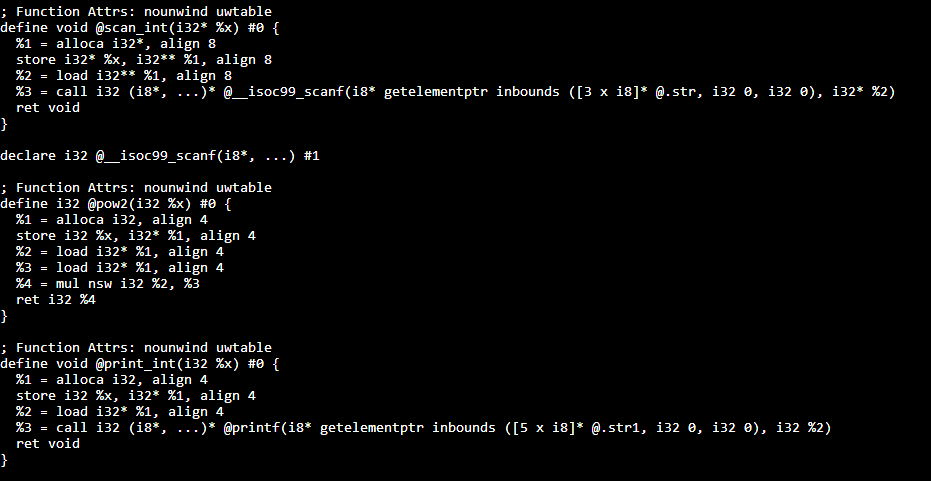 ; Function Attrs: nounwind uwtable
define void @scan_int(i32* %x) #0 {
  %1 = alloca i32*, align 8
  store i32* %x, i32** %1, align 8
  %2 = load i32** %1, align 8
  %3 = call i32 (i8*, ...)* @__isoc99_scanf(i8* getelementptr inbounds ([3 x i8]* @.str, i32 0, i32 0), i32* %2)
  ret void
}

declare i32 @__isoc99_scanf(i8*, ...) #1

; Function Attrs: nounwind uwtable
define i32 @pow2(i32 %x) #0 {
  %1 = alloca i32, align 4
  store i32 %x, i32* %1, align 4
  %2 = load i32* %1, align 4
  %3 = load i32* %1, align 4
  %4 = mul nsw i32 %2, %3
  ret i32 %4
}

; Function Attrs: nounwind uwtable
define void @print_int(i32 %x) #0 {
  %1 = alloca i32, align 4
  store i32 %x, i32* %1, align 4
  %2 = load i32* %1, align 4
  %3 = call i32 (i8*, ...)* @printf(i8* getelementptr inbounds ([5 x i8]* @.str1, i32 0, i32 0), i32 %2)
  ret void
}